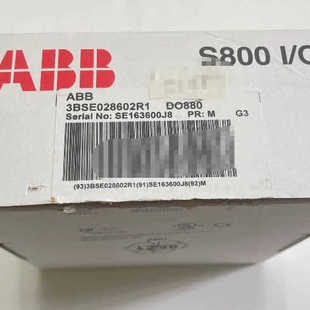 ABB S800 I/O
ABB
3BSE028602R1 DO880
Serial No: SE163600J8 PR: M G3
(93)3BSE028602R1(91)SE163600J8(92)M